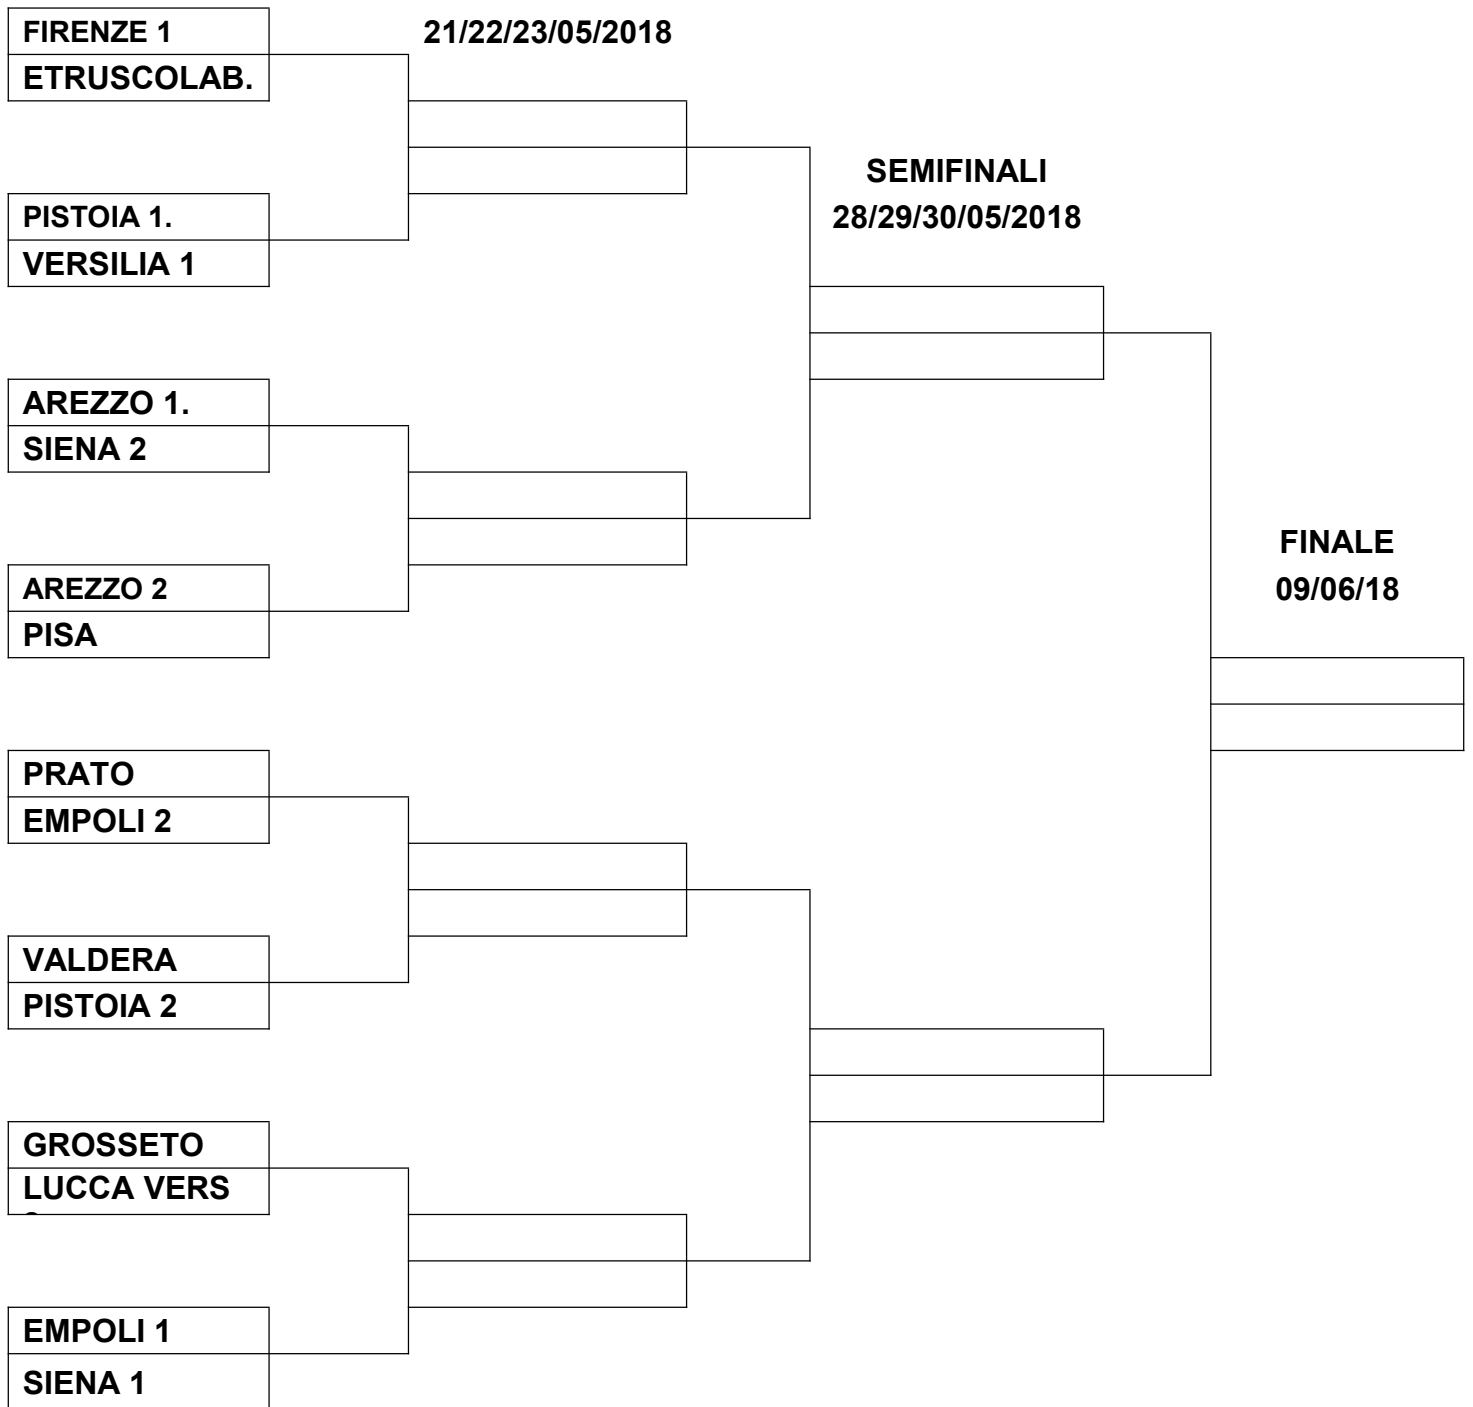 FIRENZE 1
21/22/23/05/2018
ETRUSCOLAB.
SEMIFINALI
28/29/30/05/2018
PISTOIA 1.
VERSILIA 1
AREZZO 1.
SIENA 2
FINALE
09/06/18
AREZZO 2
PISA
PRATO
EMPOLI 2
VALDERA
PISTOIA 2
GROSSETO
LUCCA VERS
EMPOLI 1
SIENA 1